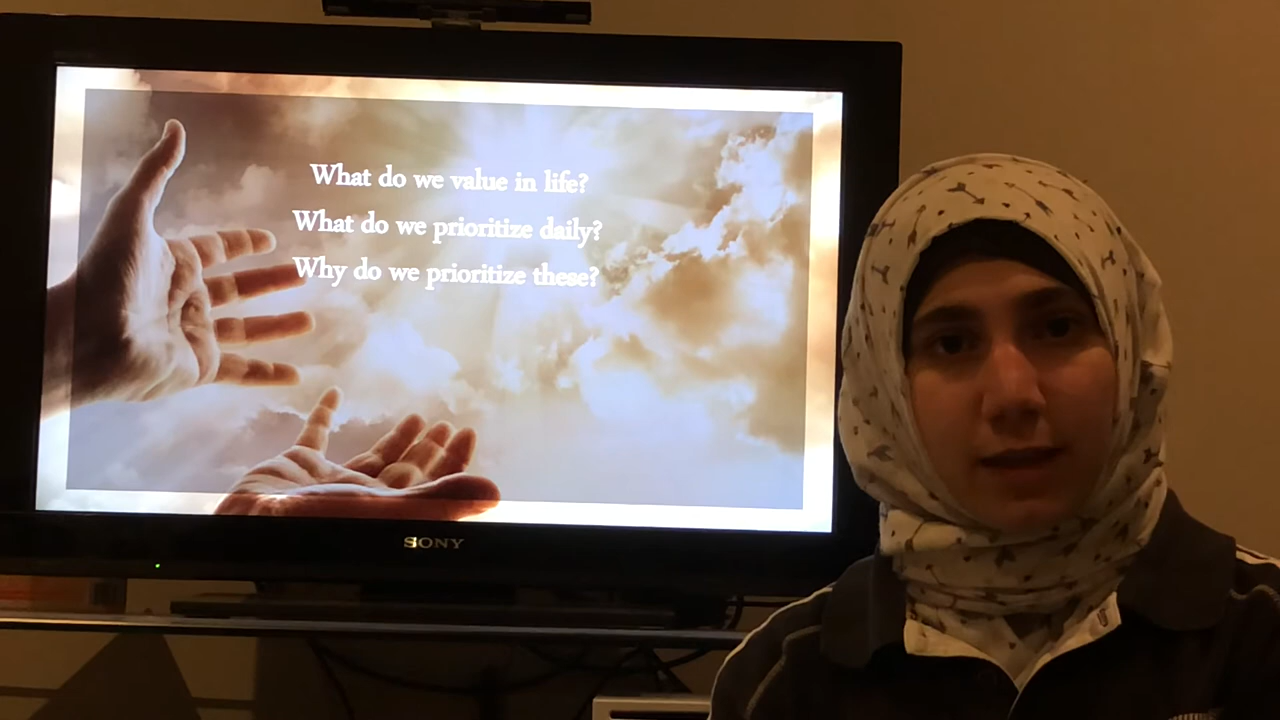 What do we value in life?
What do we prioritize daily?
Why do we prioritize these?
SONY